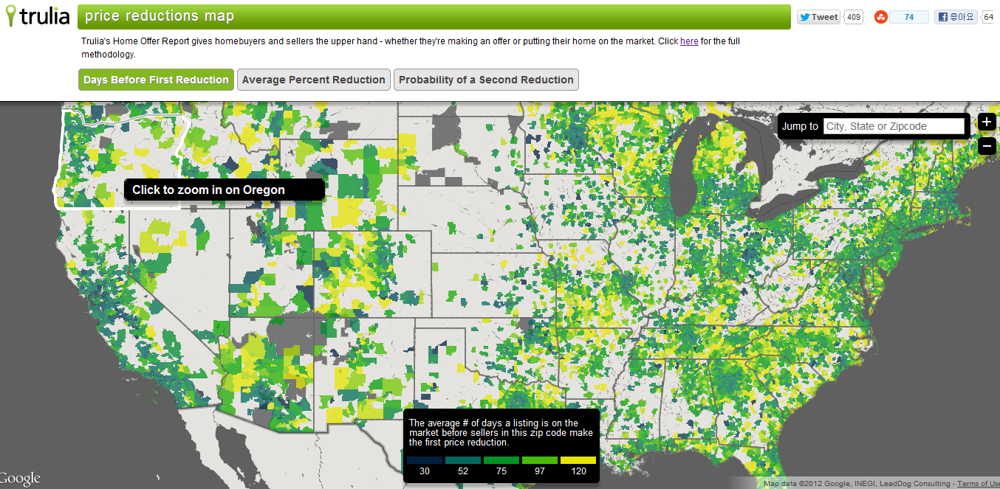 trulia
price reductions map
Tweet
409
74
좋아요
64
Trulia's Home Offer Report gives homebuyers and sellers the upper hand - whether they're making an offer or putting their home on the market. Click here for the full
methodology.
Days Before First Reduction
Average Percent Reduction
Probability of a Second Reduction
Jump to
City, State or Zipcode
+
−
Click to zoom in on Oregon
The average # of days a listing is on the
market before sellers in this zip code make
the first price reduction.
30 52 75 97 120
Google
Map data ©2012 Google, INEGI, LeadDog Consulting - Terms of Use